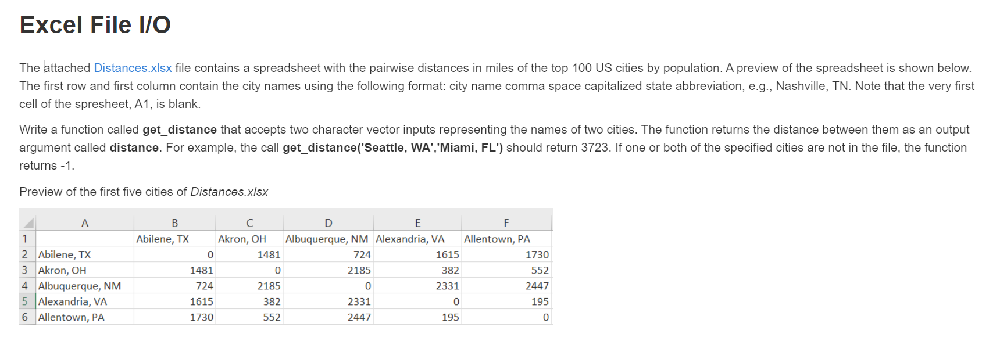 Excel File I/O
The attached Distances.xlsx file contains a spreadsheet with the pairwise distances in miles of the top 100 US cities by population. A preview of the spreadsheet is shown below.
The first row and first column contain the city names using the following format: city name comma space capitalized state abbreviation, e.g., Nashville, TN. Note that the very first
cell of the spresheet, A1, is blank.
Write a function called get_distance that accepts two character vector inputs representing the names of two cities. The function returns the distance between them as an output
argument called distance. For example, the call get_distance('Seattle, WA','Miami, FL') should return 3723. If one or both of the specified cities are not in the file, the function
returns -1.
Preview of the first five cities of Distances.xlsx
A B C D E F
1 Abilene, TX Akron, OH Albuquerque, NM Alexandria, VA Allentown, PA
2 Abilene, TX 0 1481 724 1615 1730
3 Akron, OH 1481 0 2185 382 552
4 Albuquerque, NM 724 2185 0 2331 2447
5 Alexandria, VA 1615 382 2331 0 195
6 Allentown, PA 1730 552 2447 195 0